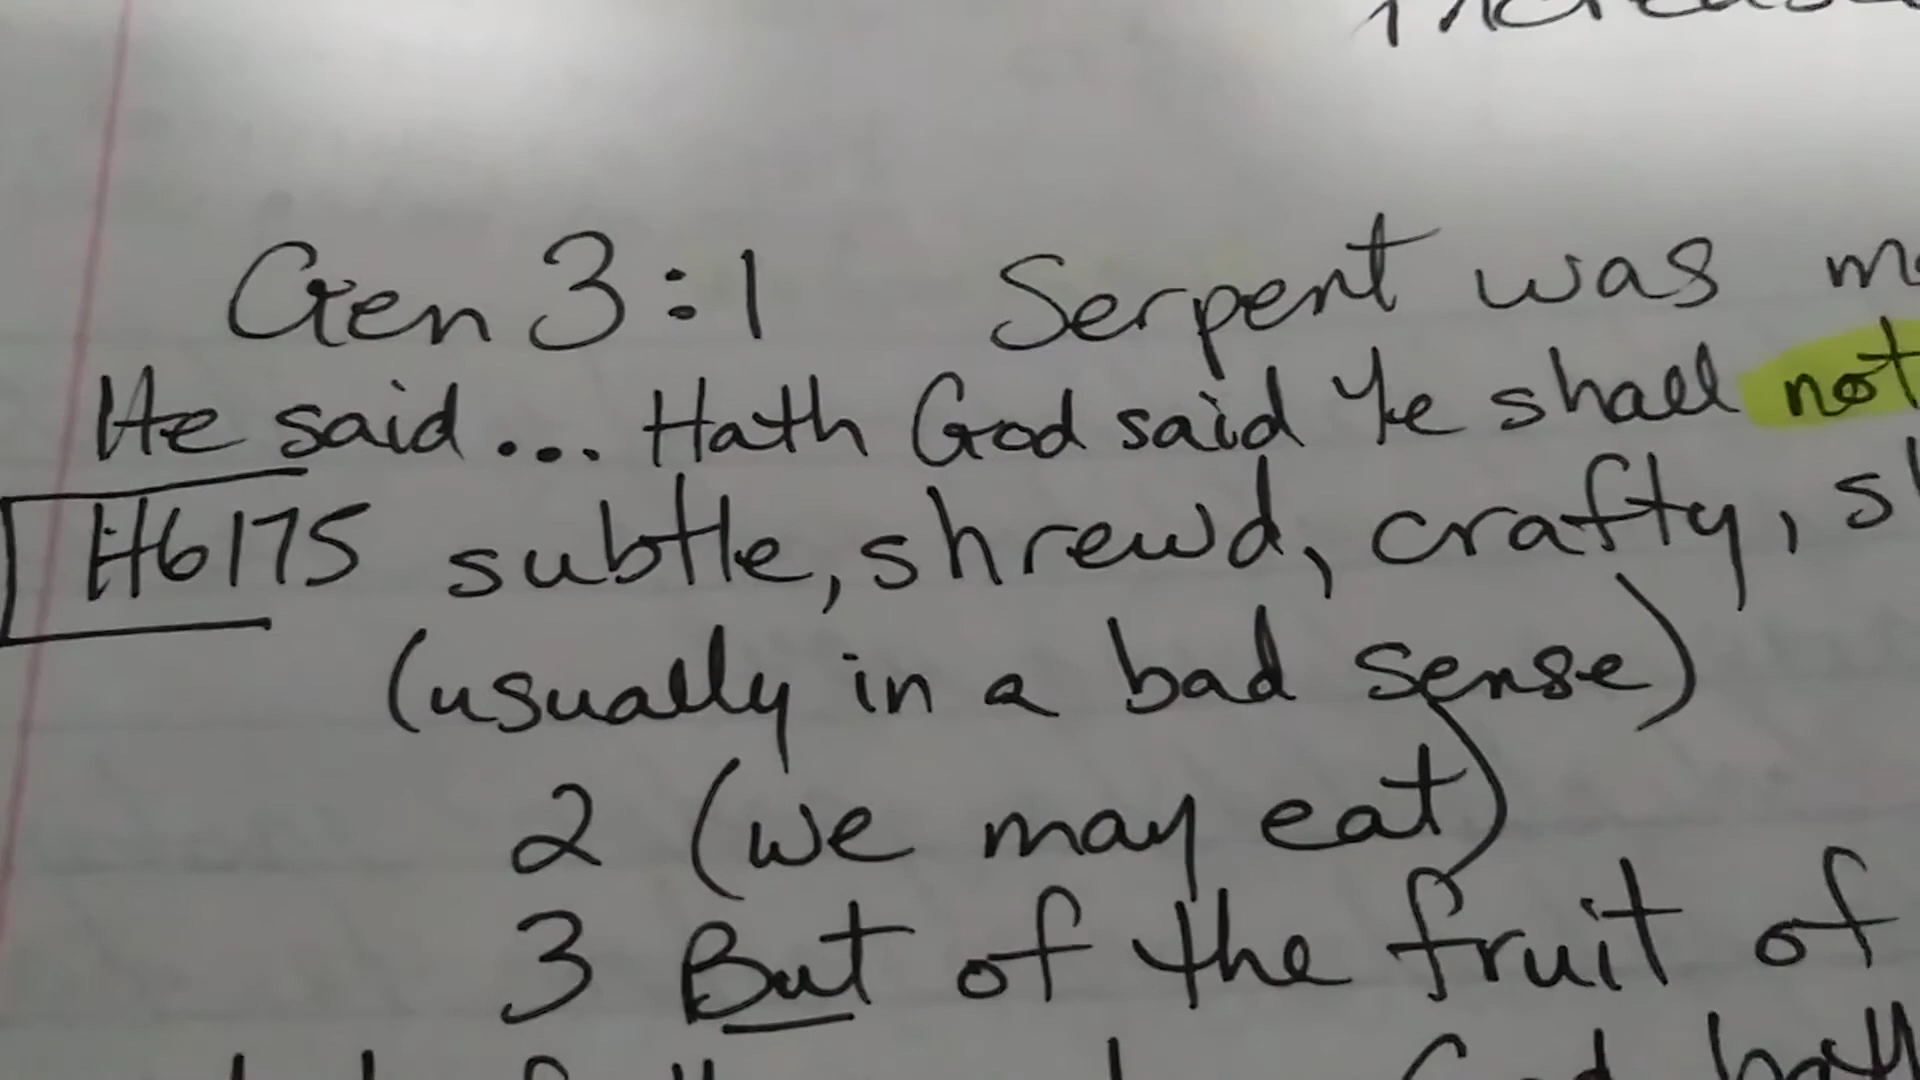 Gen 3:1 Serpent was
He said... Hath God said Ye shall not
H6175 subtle, shrewd, crafty,
(usually in a bad sense)
2 (we may eat)
3 But of the fruit of
God